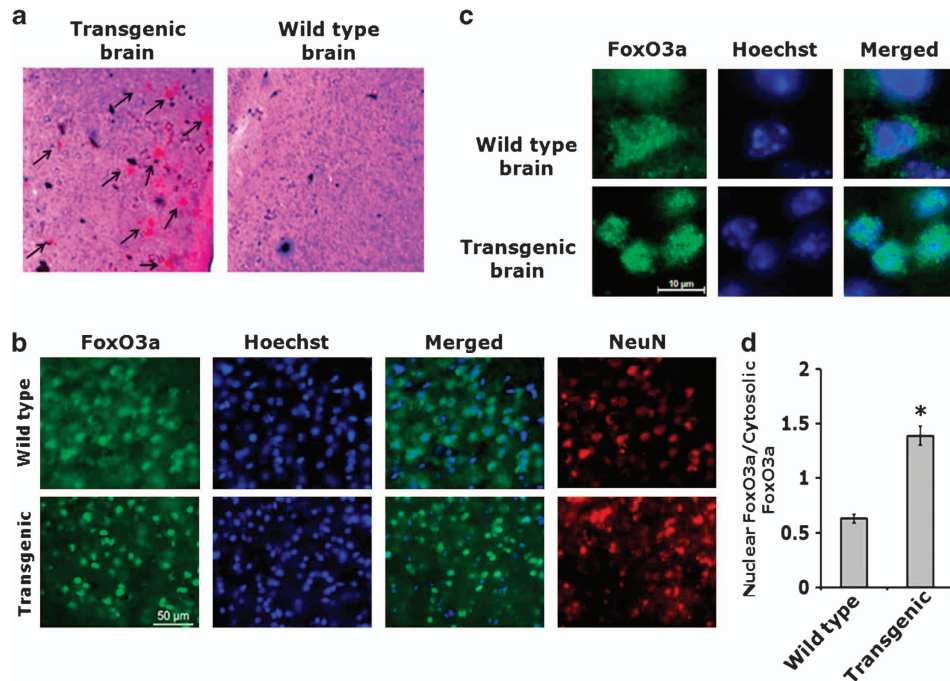 a
Transgenic
brain
Wild type
brain
c
FoxO3a
Hoechst
Merged
Wild type
brain
Transgenic
brain
10 µm
b
FoxO3a
Hoechst
Merged
NeuN
Wild type
Transgenic
50 µm
d
Nuclear FoxO3a/Cytosolic
FoxO3a
2
1.5
1
0.5
0
*
Wild type
Transgenic